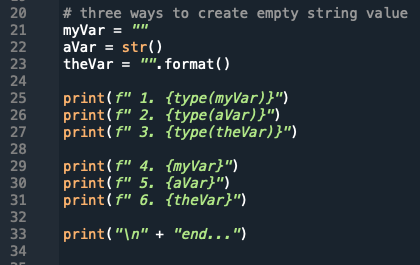 20 # three ways to create empty string value
21 myVar = ""
22 aVar = str()
23 theVar = "".format()
24
25 print(f" 1. {type(myVar)}")
26 print(f" 2. {type(aVar)}")
27 print(f" 3. {type(theVar)}")
28
29 print(f" 4. {myVar}")
30 print(f" 5. {aVar}")
31 print(f" 6. {theVar}")
32
33 print("\n" + "end...")
34